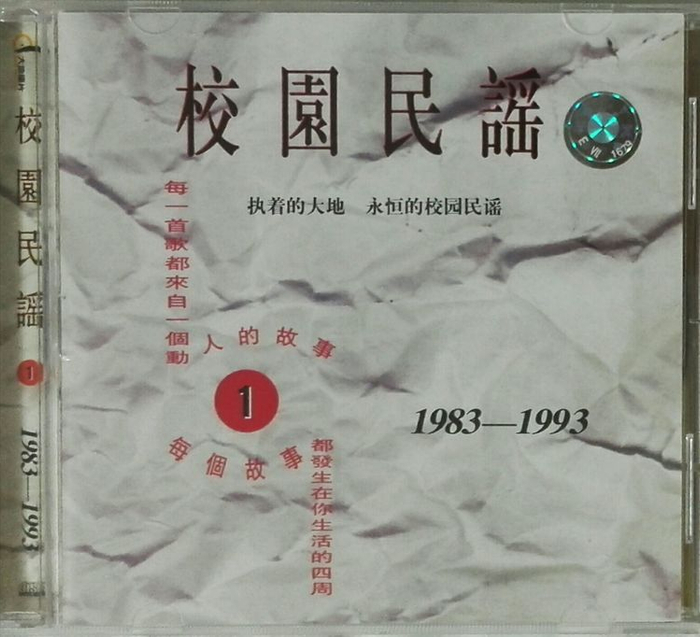 校園民謠
E VII 1629
执着的大地 永恒的校园民谣
每一首歌都來自一個動
人的故事
1
每個故事
都發生在你生活的四周
1983—1993
校園民謠
1
1983—1993